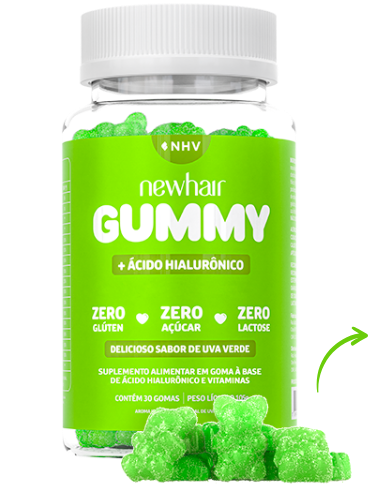 NHV
newhair
GUMMY
+ ÁCIDO HIALURÔNICO
ZERO ZERO ZERO
GLÚTEN AÇÚCAR LACTOSE
DELICIOSO SABOR DE UVA VERDE
SUPLEMENTO ALIMENTAR EM GOMA À BASE
DE ÁCIDO HIALURÔNICO E VITAMINAS
CONTÉM 30 GOMAS | PESO